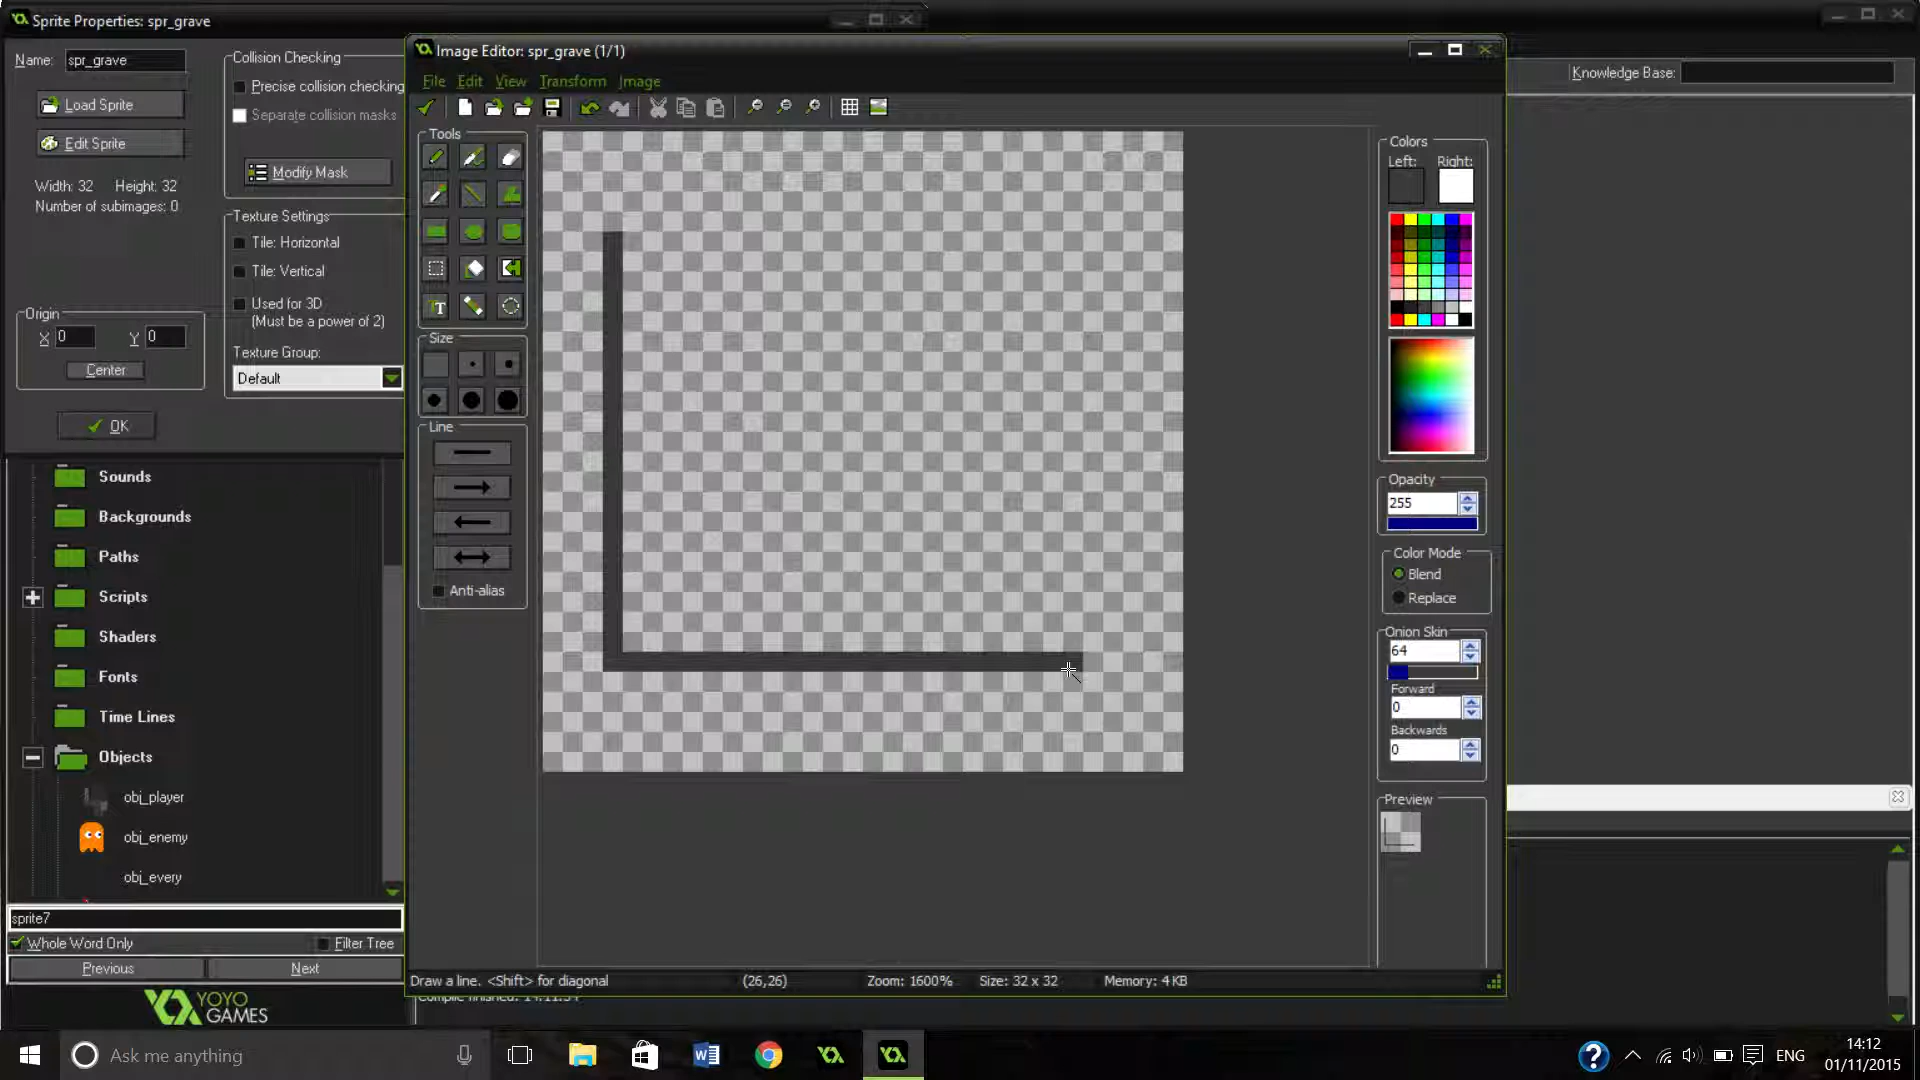 Sprite Properties: spr_grave
Name: spr_grave
Load Sprite
Edit Sprite
Width: 32 Height: 32
Number of subimages: 0
Collision Checking
Precise collision checking
Separate collision masks
Modify Mask
Texture Settings
Tile: Horizontal
Tile: Vertical
Used for 3D
(Must be a power of 2)
Texture Group:
Default
Origin
X 0 Y 0
Center
OK
Sounds
Backgrounds
Paths
Scripts
Shaders
Fonts
Time Lines
Objects
obj_player
obj_enemy
obj_every
sprite7
Whole Word Only Filter Tree
Previous Next
YOYO
GAMES
Image Editor: spr_grave (1/1)
File Edit View Transform Image
Tools
T
Size
Line
Anti-alias
Knowledge Base:
Colors
Left: Right:
Opacity
255
Color Mode
Blend
Replace
Onion Skin
64
Forward
0
Backwards
0
Preview
Draw a line. <Shift> for diagonal (26,26) Zoom: 1600% Size: 32 x 32 Memory: 4 KB
Compile finished: 14:11:54
Ask me anything
ENG
14:12
01/11/2015